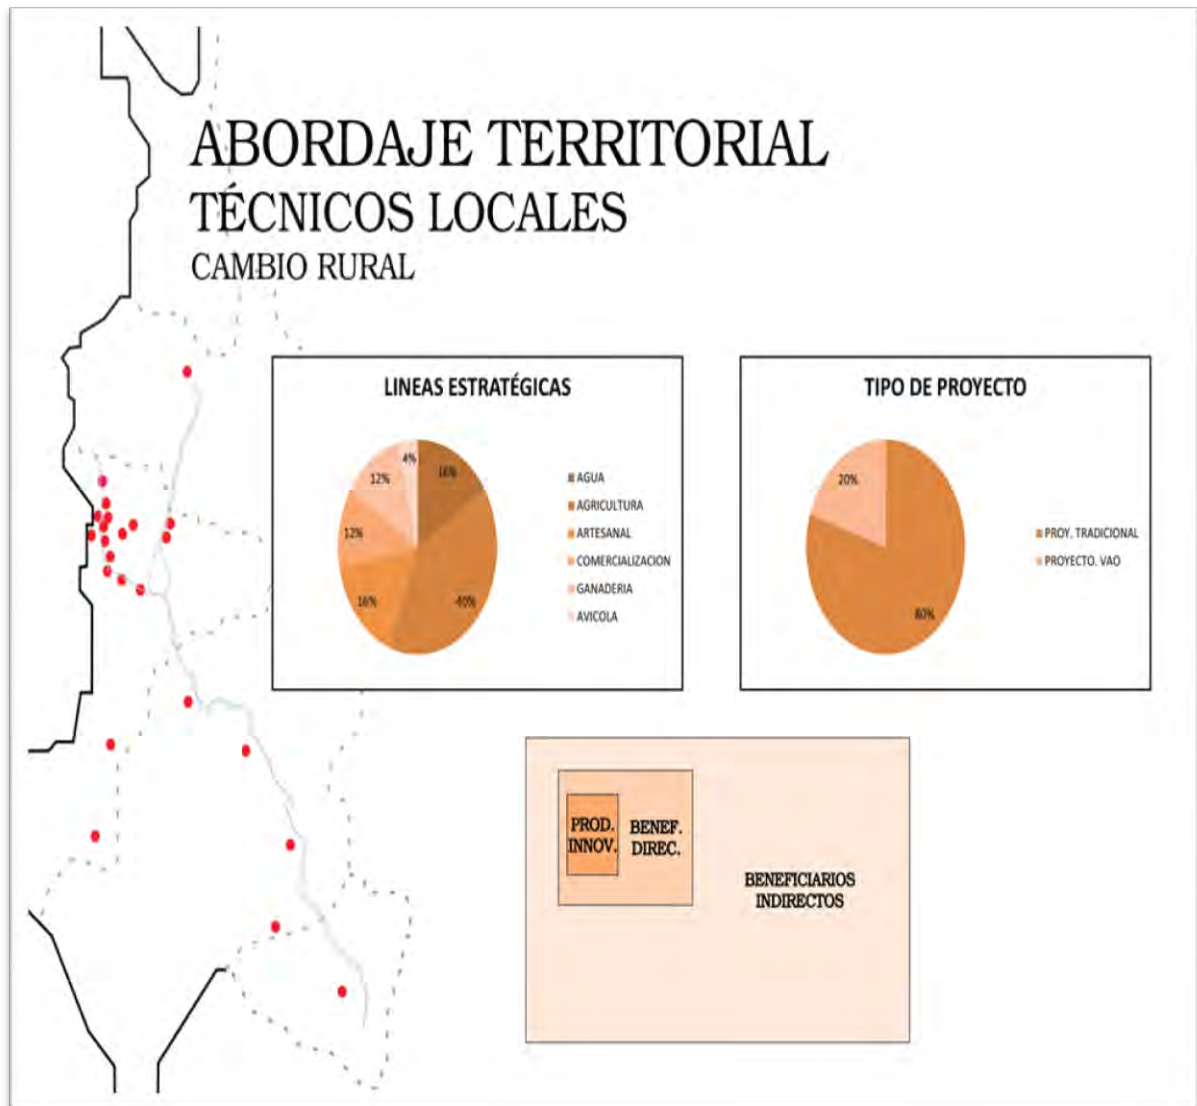 ABORDAJE TERRITORIAL
TÉCNICOS LOCALES
CAMBIO RURAL
LINEAS ESTRATÉGICAS
4%
16%
12%
12%
16%
40%
AGUA
AGRICULTURA
ARTESANAL
COMERCIALIZACION
GANADERIA
AVICOLA
TIPO DE PROYECTO
20%
80%
PROY. TRADICIONAL
PROYECTO. VAO
PROD.
INNOV.
BENEF.
DIREC.
BENEFICIARIOS
INDIRECTOS